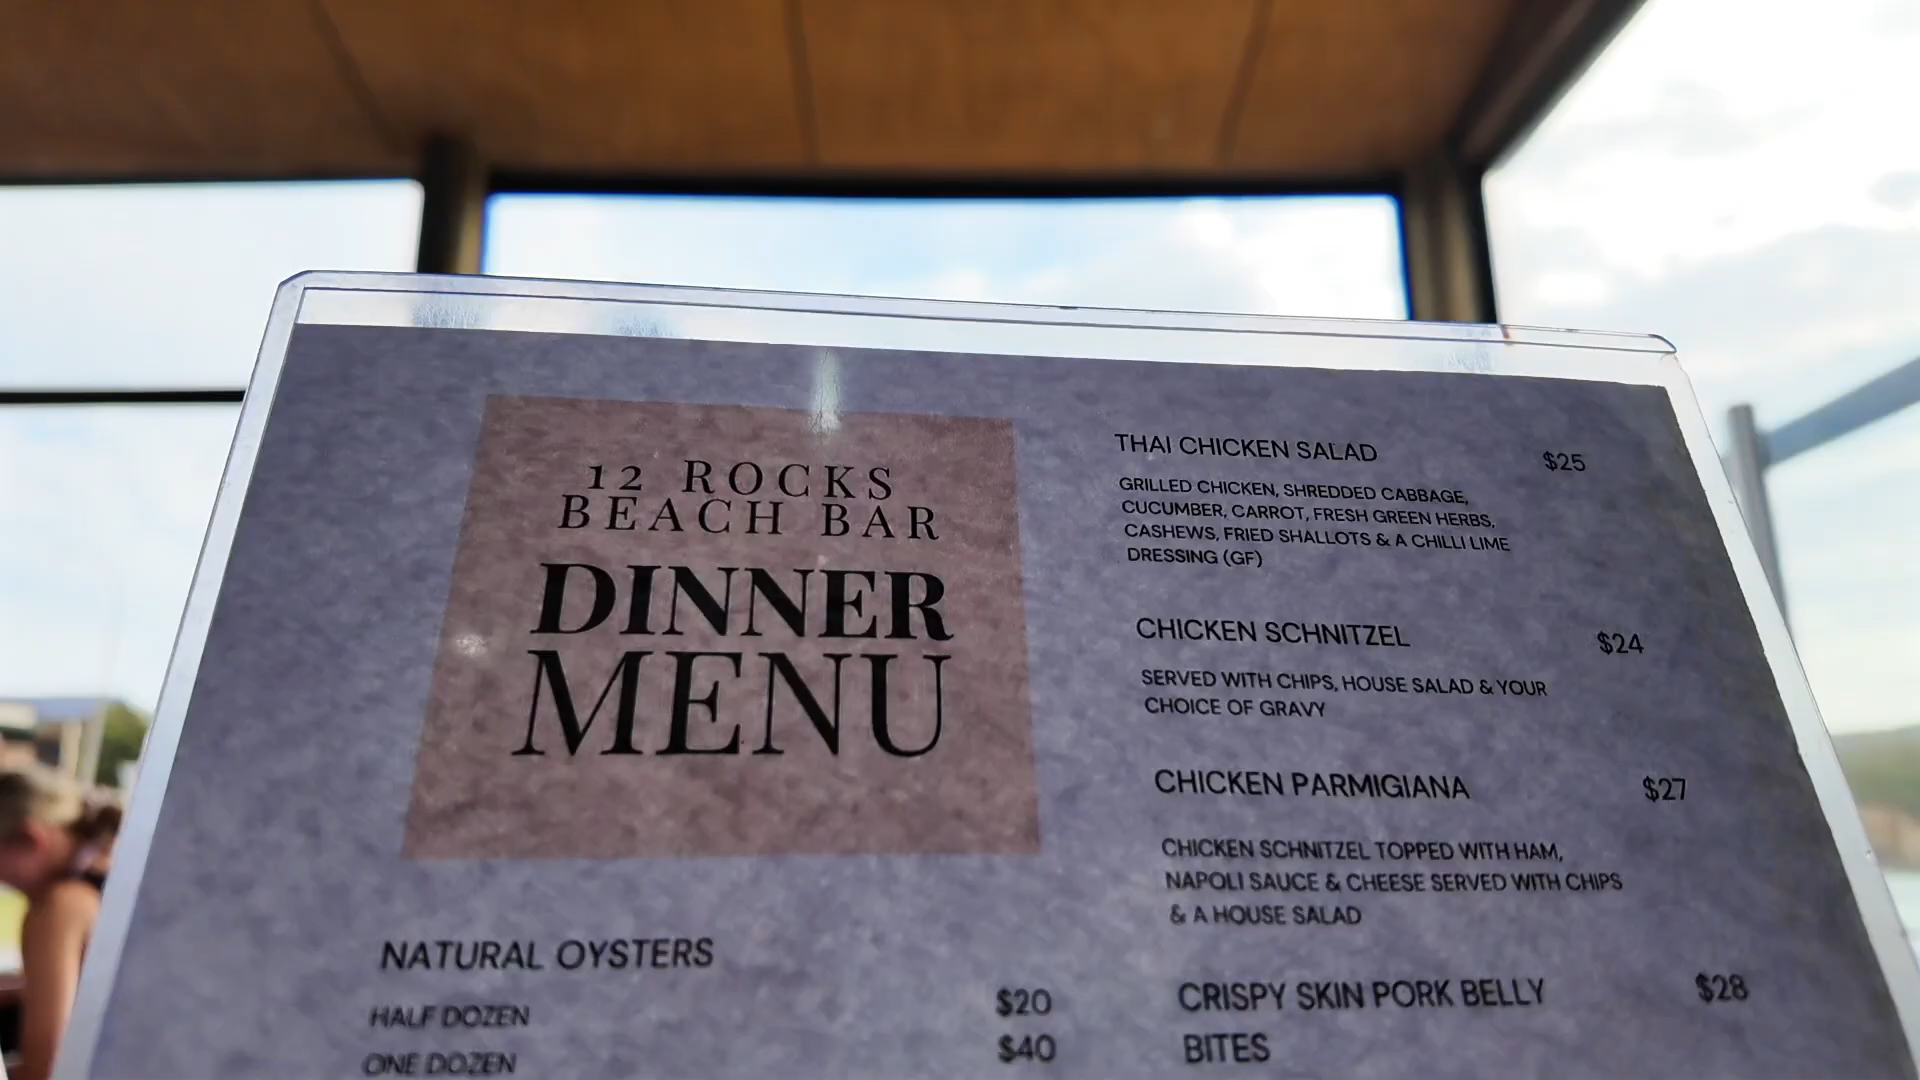 12 ROCKS
BEACH BAR
DINNER
MENU
NATURAL OYSTERS
HALF DOZEN $20
ONE DOZEN $40
THAI CHICKEN SALAD $25
GRILLED CHICKEN, SHREDDED CABBAGE,
CUCUMBER, CARROT, FRESH GREEN HERBS,
CASHEWS, FRIED SHALLOTS & A CHILLI LIME
DRESSING (GF)
CHICKEN SCHNITZEL $24
SERVED WITH CHIPS, HOUSE SALAD & YOUR
CHOICE OF GRAVY
CHICKEN PARMIGIANA $27
CHICKEN SCHNITZEL TOPPED WITH HAM,
NAPOLI SAUCE & CHEESE SERVED WITH CHIPS
& A HOUSE SALAD
CRISPY SKIN PORK BELLY $28
BITES